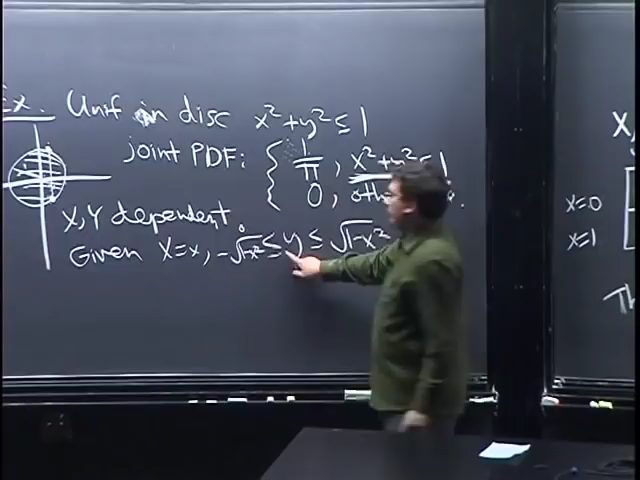 Ex. Unif in disc x²+y² ≤ 1
joint PDF: { 1/π , x²+y² ≤ 1
0 ,
X,Y dependent
Given X=x, -√1-x² ≤ y ≤ √1-x²
X
x=0
x=1
Th